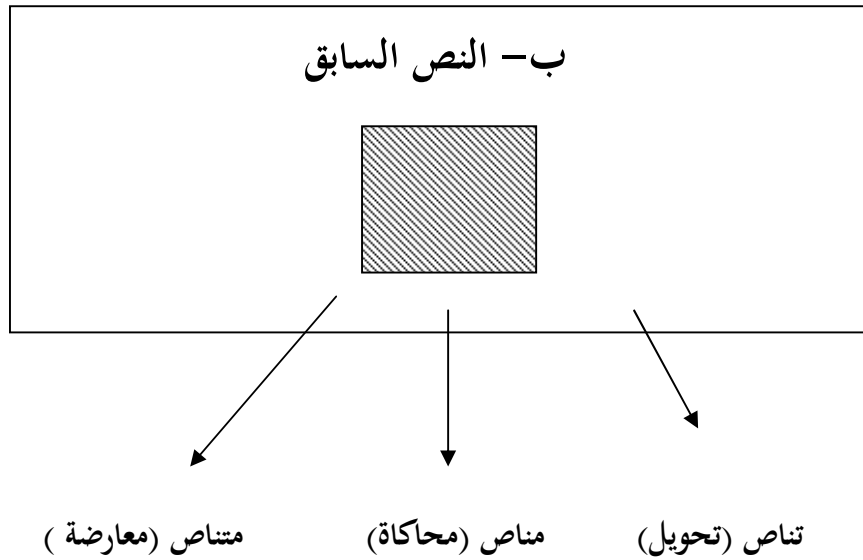 ب– النص السابق
تناص (تحويل) مناص (محاكاة) متناص (معارضة )